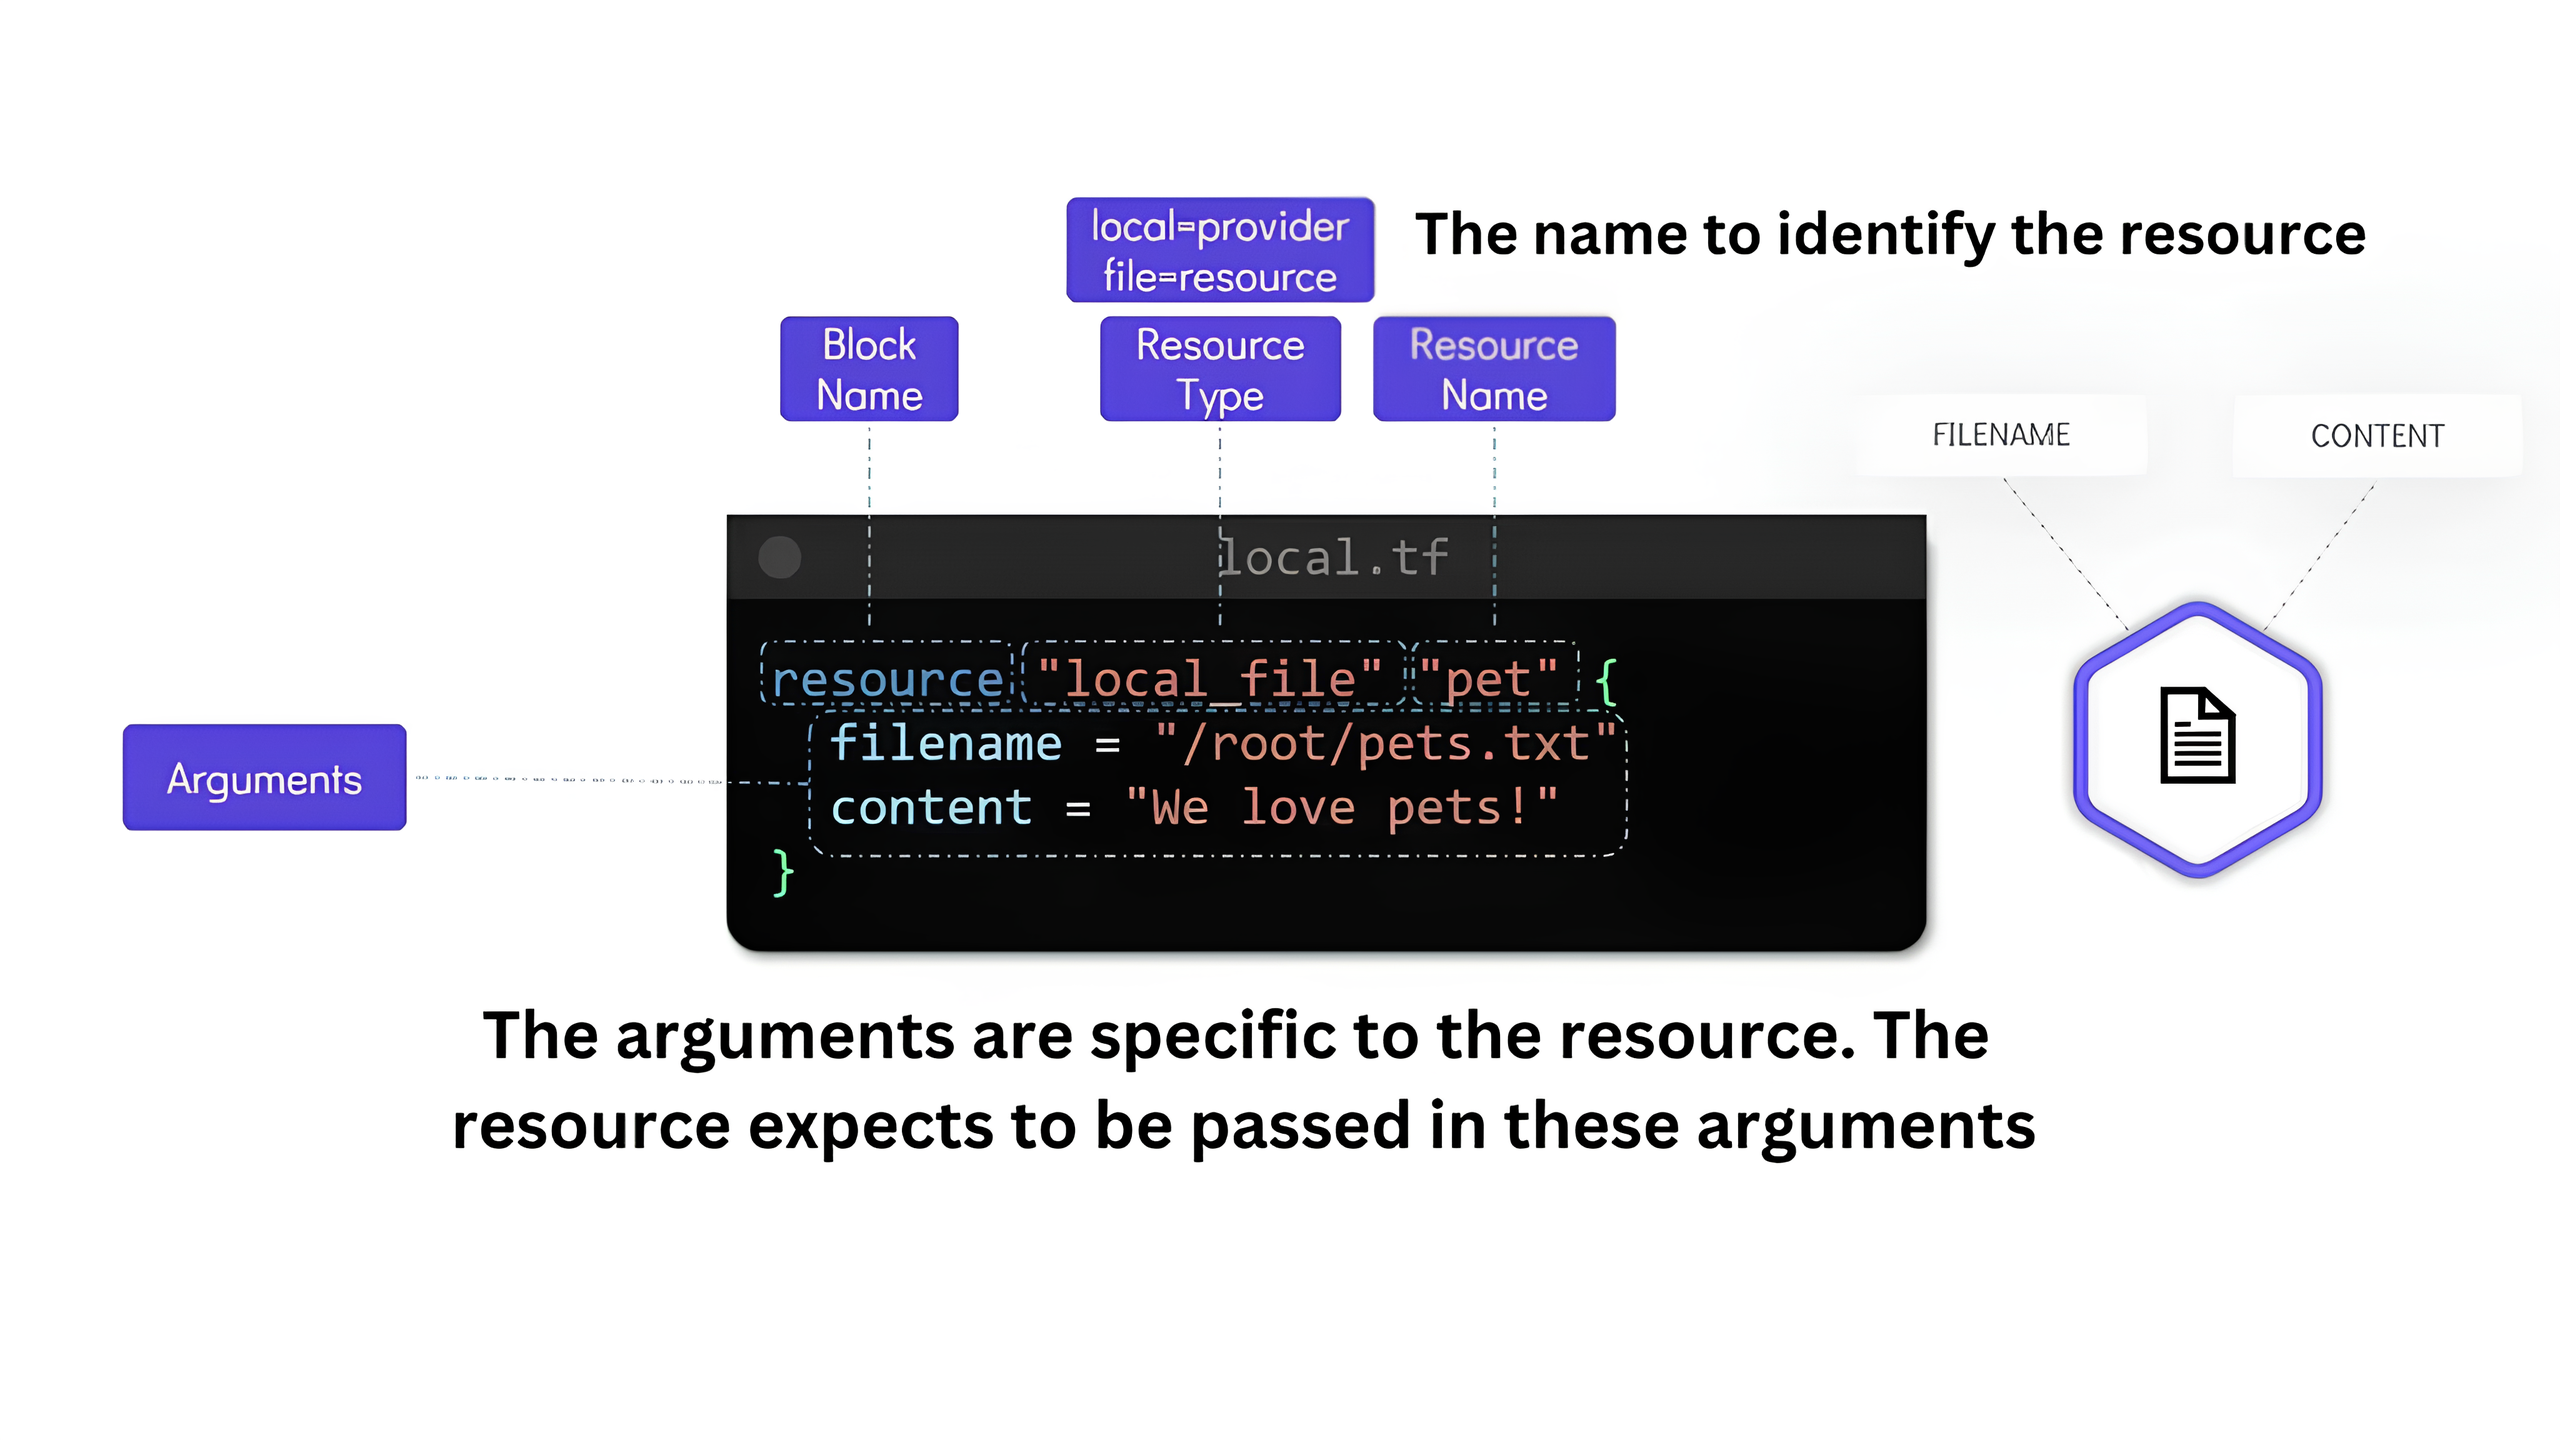 local=provider
file=resource
The name to identify the resource
Block
Name
Resource
Type
Resource
Name
FILENAME
CONTENT
local.tf
resource "local_file" "pet" {
filename = "/root/pets.txt"
content = "We love pets!"
}
Arguments
The arguments are specific to the resource. The
resource expects to be passed in these arguments